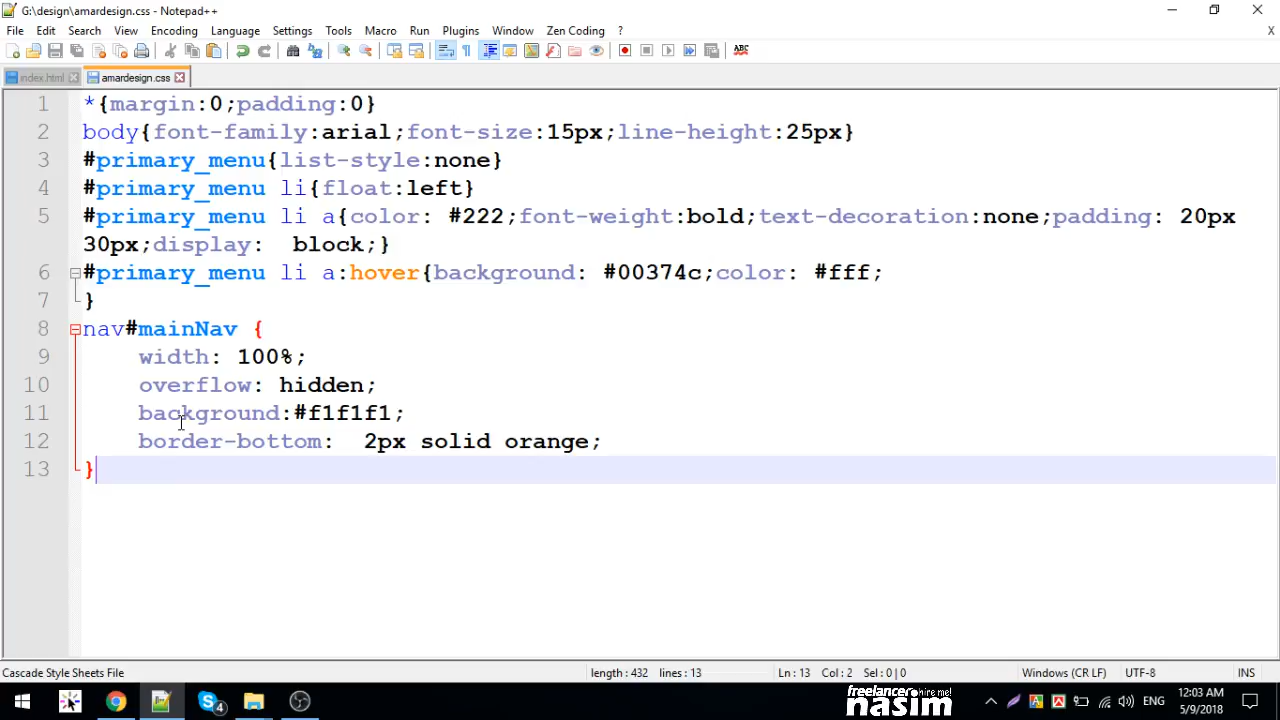 G:\design\amardesign.css - Notepad++
File Edit Search View Encoding Language Settings Tools Macro Run Plugins Window Zen Coding ? X
ABC
index.html amardesign.css
1 *{margin:0;padding:0}
2 body{font-family:arial;font-size:15px;line-height:25px}
3 #primary_menu{list-style:none}
4 #primary_menu li{float:left}
5 #primary_menu li a{color: #222;font-weight:bold;text-decoration:none;padding: 20px
30px;display:  block;}
6 #primary_menu li a:hover{background: #00374c;color: #fff;
7 }
8 nav#mainNav {
9 width: 100%;
10 overflow: hidden;
11 background:#f1f1f1;
12 border-bottom:  2px solid orange;
13 }
Cascade Style Sheets File length : 432 lines : 13 Ln : 13 Col : 2 Sel : 0 | 0 Windows (CR LF) UTF-8 INS
4 freelancer hire me! nasim ENG 12:03 AM
5/9/2018